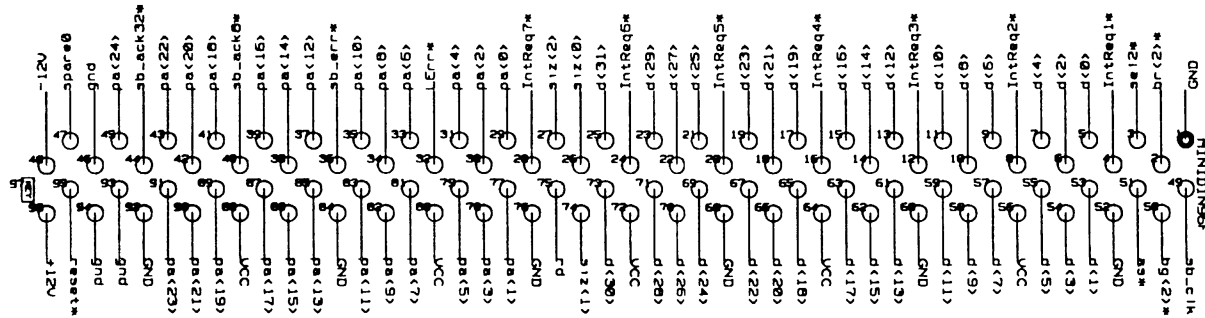 -12V
spare0
gnd
pa<24>
sb_ack32*
pa<22>
pa<20>
pa<18>
sb_ack8*
pa<16>
pa<14>
pa<12>
sb_err*
pa<10>
pa<8>
pa<6>
LErr*
pa<4>
pa<2>
pa<0>
IntReq7*
siz(2)
siz(0)
d(31)
IntReq6*
d<29>
d<27>
d<25>
IntReq5*
d<23>
d<21>
d<19>
IntReq4*
d<16>
d<14>
d<12>
IntReq3*
d<10>
d<8>
d<6>
IntReq2*
d<4>
d<2>
d<0>
IntReq1*
sel2*
br(2)*
GND
47 45 43 41 39 37 35 33 31 29 27 25 23 21 19 17 15 13 11 9 7 5 3 1
48 46 44 42 40 38 36 34 32 30 28 26 24 22 20 18 16 14 12 10 8 6 4 2
97 95 93 91 89 87 85 83 81 79 77 75 73 71 69 67 65 63 61 59 57 55 53 51 49
96 94 92 90 88 86 84 82 80 78 76 74 72 70 68 66 64 62 60 58 56 54 52 50
MINIDIN96
+12V
reset*
gnd
gnd
GND
pa<23>
pa<21>
pa<19>
VCC
pa<17>
pa<15>
pa<13>
GND
pa<11>
pa<9>
pa<7>
VCC
pa<5>
pa<3>
pa<1>
GND
rd
siz<1>
d<30>
VCC
d<28>
d<26>
d<24>
GND
d<22>
d<20>
d<18>
VCC
d<17>
d<15>
d<13>
GND
d<11>
d<9>
d<7>
VCC
d<5>
d<3>
d<1>
GND
as*
bg(2)*
sb_clk